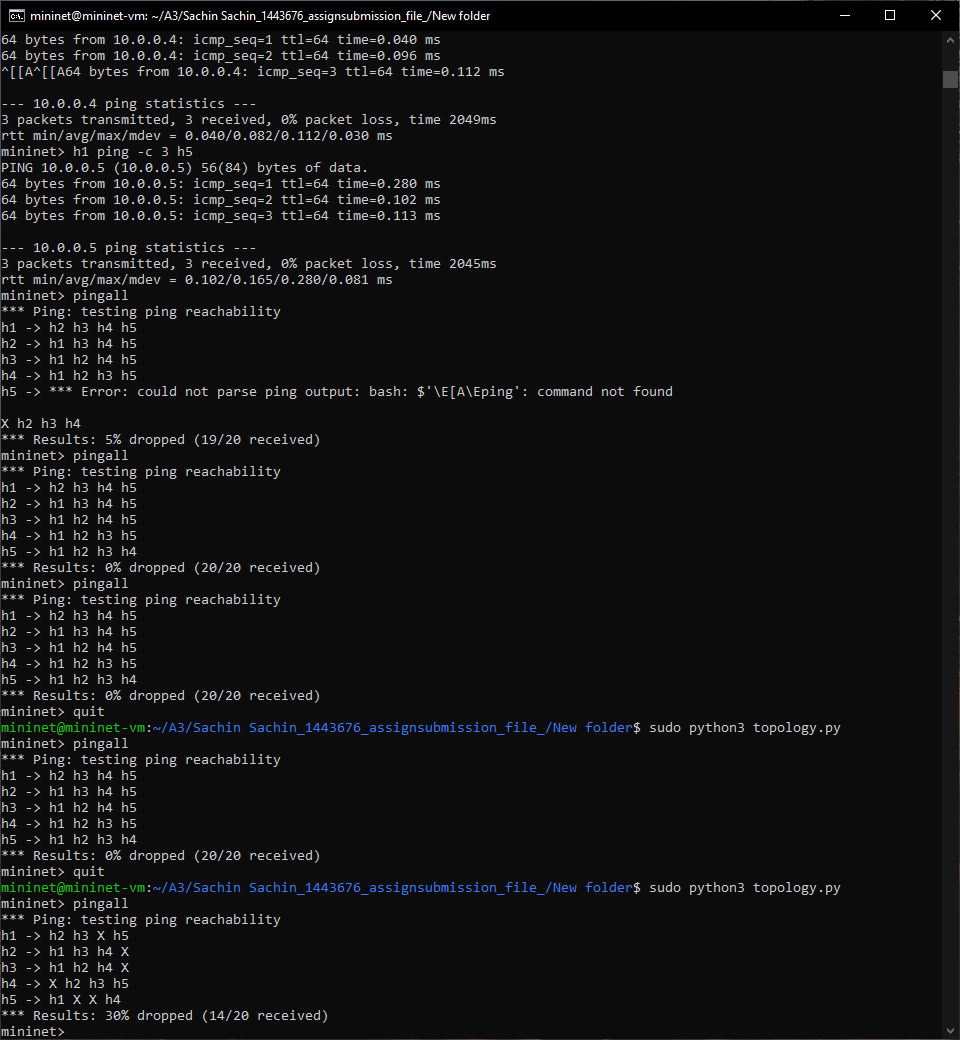 mininet@mininet-vm: ~/A3/Sachin Sachin_1443676_assignsubmission_file_/New folder
64 bytes from 10.0.0.4: icmp_seq=1 ttl=64 time=0.040 ms
64 bytes from 10.0.0.4: icmp_seq=2 ttl=64 time=0.096 ms
^[[A^[[A64 bytes from 10.0.0.4: icmp_seq=3 ttl=64 time=0.112 ms
--- 10.0.0.4 ping statistics ---
3 packets transmitted, 3 received, 0% packet loss, time 2049ms
rtt min/avg/max/mdev = 0.040/0.082/0.112/0.030 ms
mininet> h1 ping -c 3 h5
PING 10.0.0.5 (10.0.0.5) 56(84) bytes of data.
64 bytes from 10.0.0.5: icmp_seq=1 ttl=64 time=0.280 ms
64 bytes from 10.0.0.5: icmp_seq=2 ttl=64 time=0.102 ms
64 bytes from 10.0.0.5: icmp_seq=3 ttl=64 time=0.113 ms
--- 10.0.0.5 ping statistics ---
3 packets transmitted, 3 received, 0% packet loss, time 2045ms
rtt min/avg/max/mdev = 0.102/0.165/0.280/0.081 ms
mininet> pingall
*** Ping: testing ping reachability
h1 -> h2 h3 h4 h5
h2 -> h1 h3 h4 h5
h3 -> h1 h2 h4 h5
h4 -> h1 h2 h3 h5
h5 -> *** Error: could not parse ping output: bash: $'\E[A\Eping': command not found
X h2 h3 h4
*** Results: 5% dropped (19/20 received)
mininet> pingall
*** Ping: testing ping reachability
h1 -> h2 h3 h4 h5
h2 -> h1 h3 h4 h5
h3 -> h1 h2 h4 h5
h4 -> h1 h2 h3 h5
h5 -> h1 h2 h3 h4
*** Results: 0% dropped (20/20 received)
mininet> pingall
*** Ping: testing ping reachability
h1 -> h2 h3 h4 h5
h2 -> h1 h3 h4 h5
h3 -> h1 h2 h4 h5
h4 -> h1 h2 h3 h5
h5 -> h1 h2 h3 h4
*** Results: 0% dropped (20/20 received)
mininet> quit
mininet@mininet-vm:~/A3/Sachin Sachin_1443676_assignsubmission_file_/New folder$ sudo python3 topology.py
mininet> pingall
*** Ping: testing ping reachability
h1 -> h2 h3 h4 h5
h2 -> h1 h3 h4 h5
h3 -> h1 h2 h4 h5
h4 -> h1 h2 h3 h5
h5 -> h1 h2 h3 h4
*** Results: 0% dropped (20/20 received)
mininet> quit
mininet@mininet-vm:~/A3/Sachin Sachin_1443676_assignsubmission_file_/New folder$ sudo python3 topology.py
mininet> pingall
*** Ping: testing ping reachability
h1 -> h2 h3 X h5
h2 -> h1 h3 h4 X
h3 -> h1 h2 h4 X
h4 -> X h2 h3 h5
h5 -> h1 X X h4
*** Results: 30% dropped (14/20 received)
mininet>